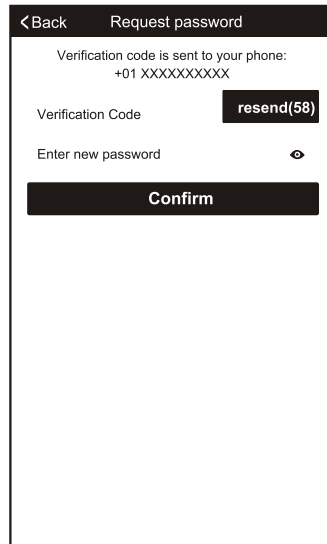 Back Request password
Verification code is sent to your phone:
+01 XXXXXXXXXX
Verification Code resend(58)
Enter new password
Confirm